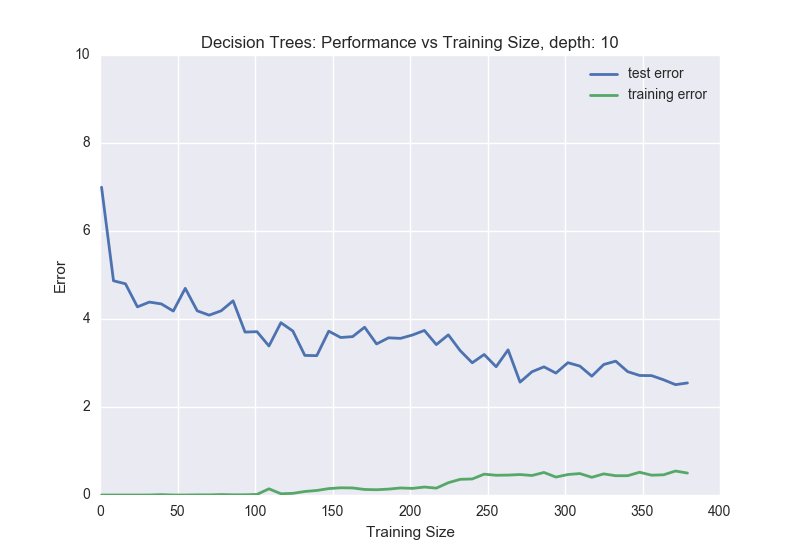 Decision Trees: Performance vs Training Size, depth: 10
10
8
6
4
2
0
Error
test error
training error
0 50 100 150 200 250 300 350 400
Training Size